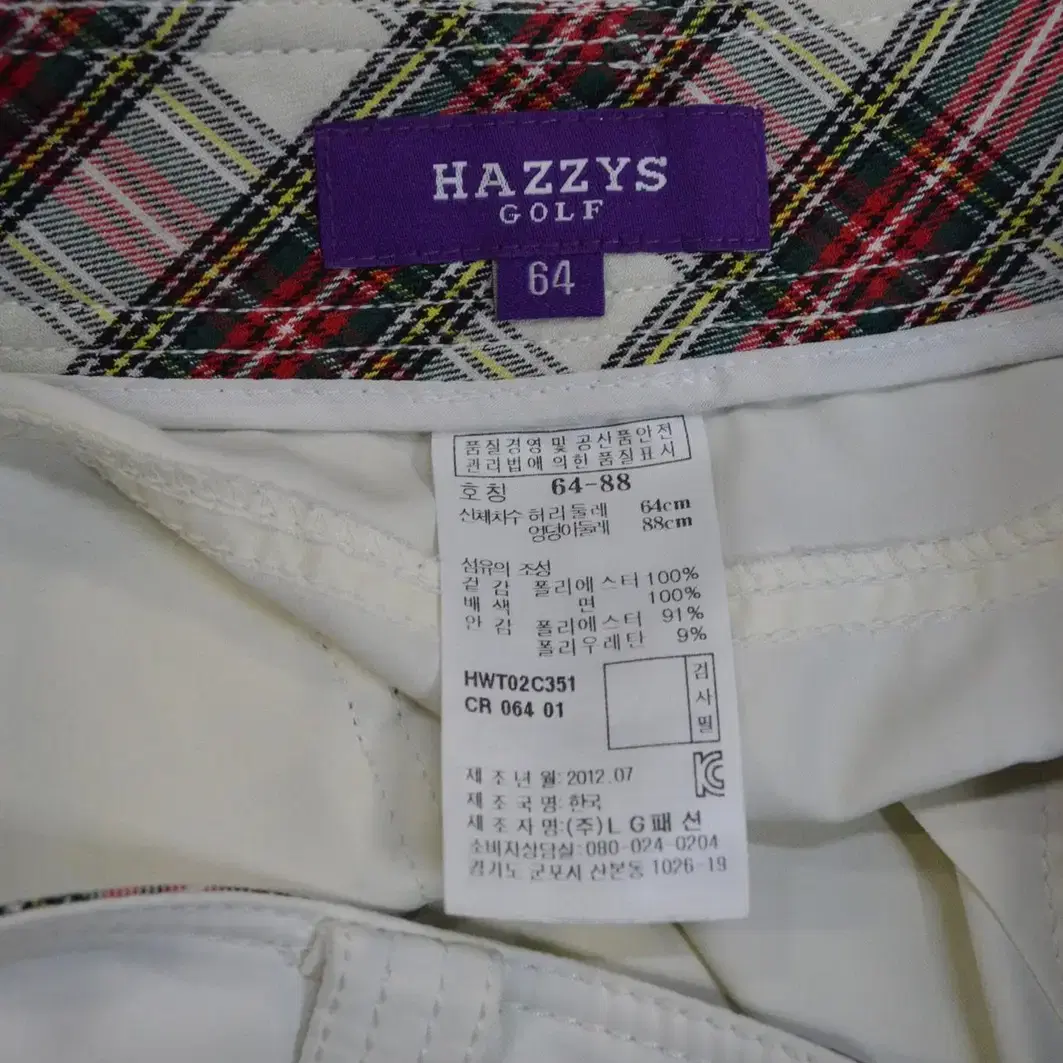 HAZZYS
GOLF
64
품질경영및공산품안전
관리법에 의한 품질표시
호칭 64-88
신체치수 허리둘레 64cm
엉덩이둘레 88cm
섬유의 조성
겉감 폴리에스터 100%
배색 면 100%
안감 폴리에스터 91%
폴리우레탄 9%
HWT02C351
CR 064 01
검사필
제조년월: 2012.07
제조국명: 한국
제조자명: (주)LG패션
소비자상담실: 080-024-0204
경기도 군포시 산본동 1026-19